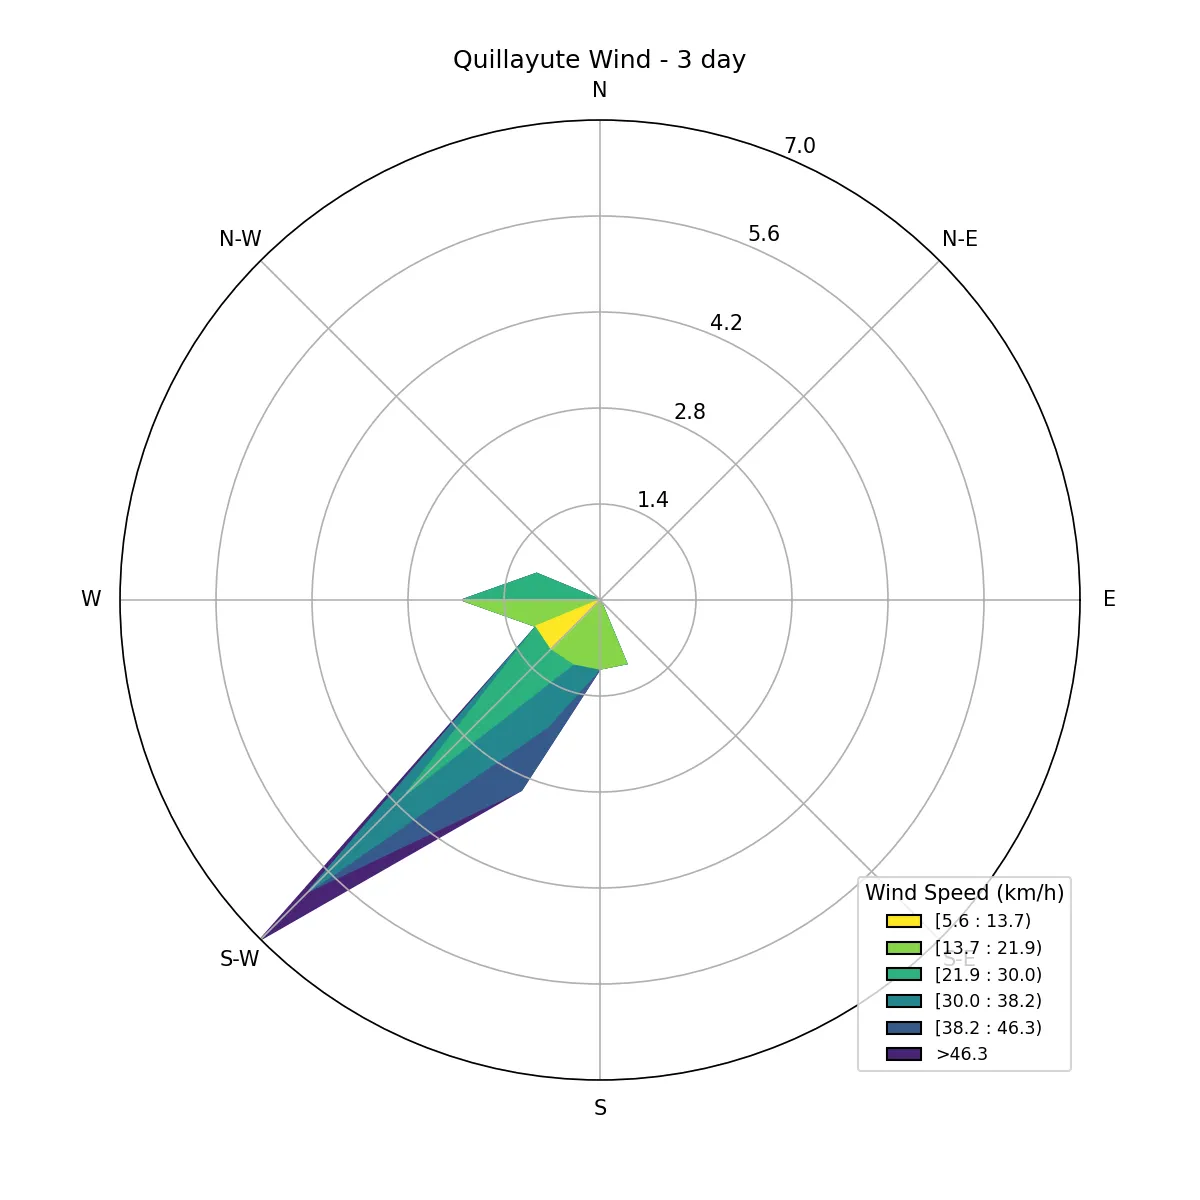 Quillayute Wind - 3 day
N
7.0
N-W
5.6
N-E
4.2
2.8
1.4
W
E
Wind Speed (km/h)
[5.6 : 13.7)
[13.7 : 21.9)
S-W
S-E
[21.9 : 30.0)
[30.0 : 38.2)
[38.2 : 46.3)
>46.3
S